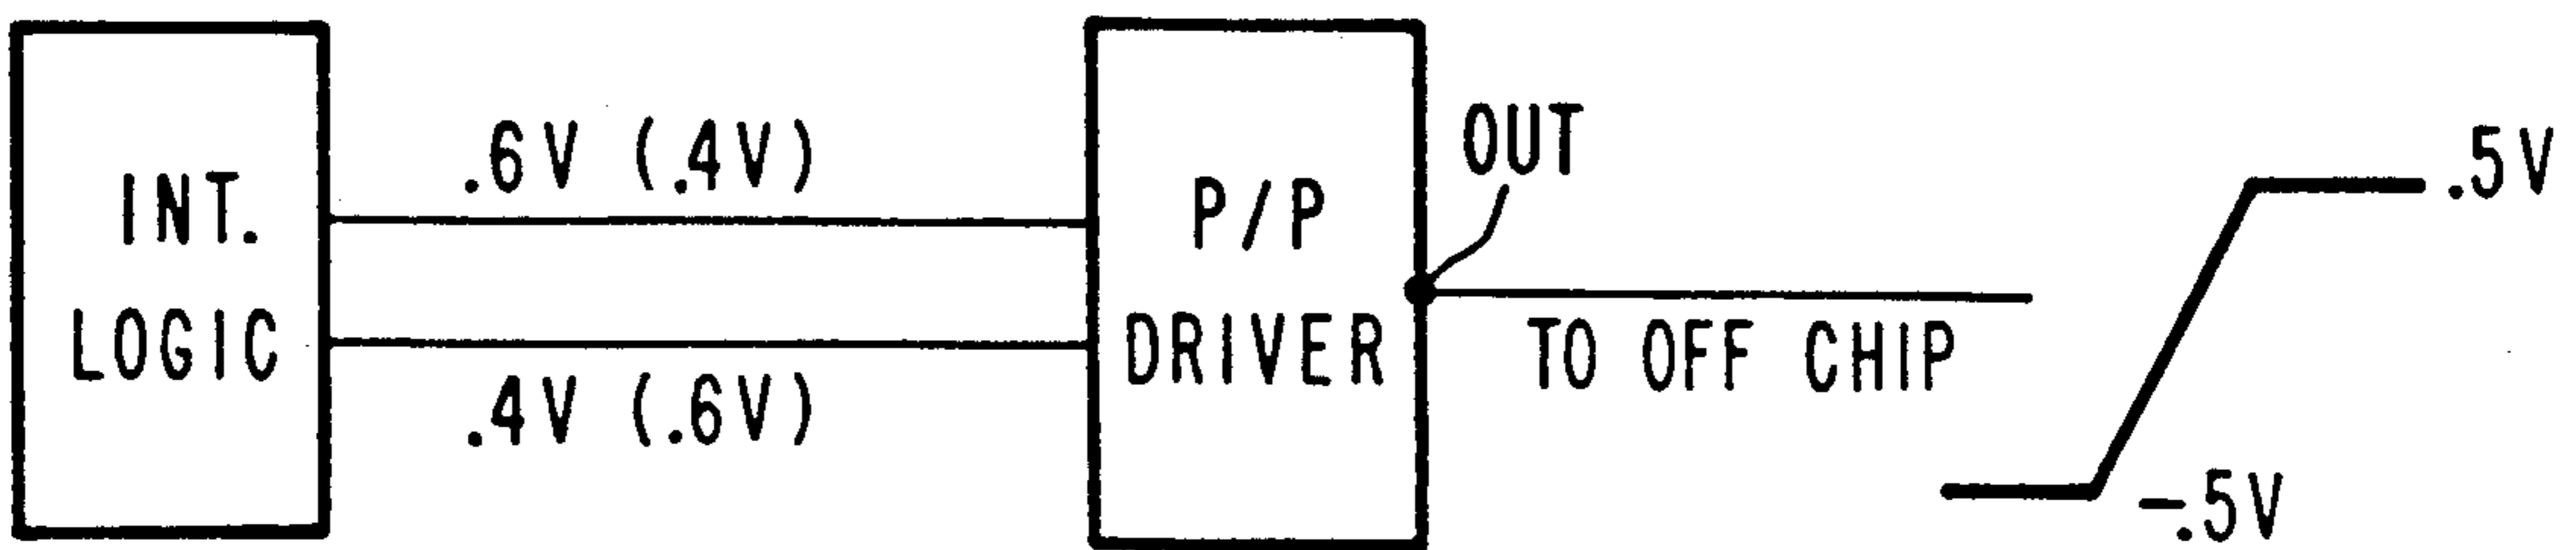 INT.
LOGIC
.6V (.4V)
.4V (.6V)
P/P
DRIVER
OUT
TO OFF CHIP
.5V
-.5V